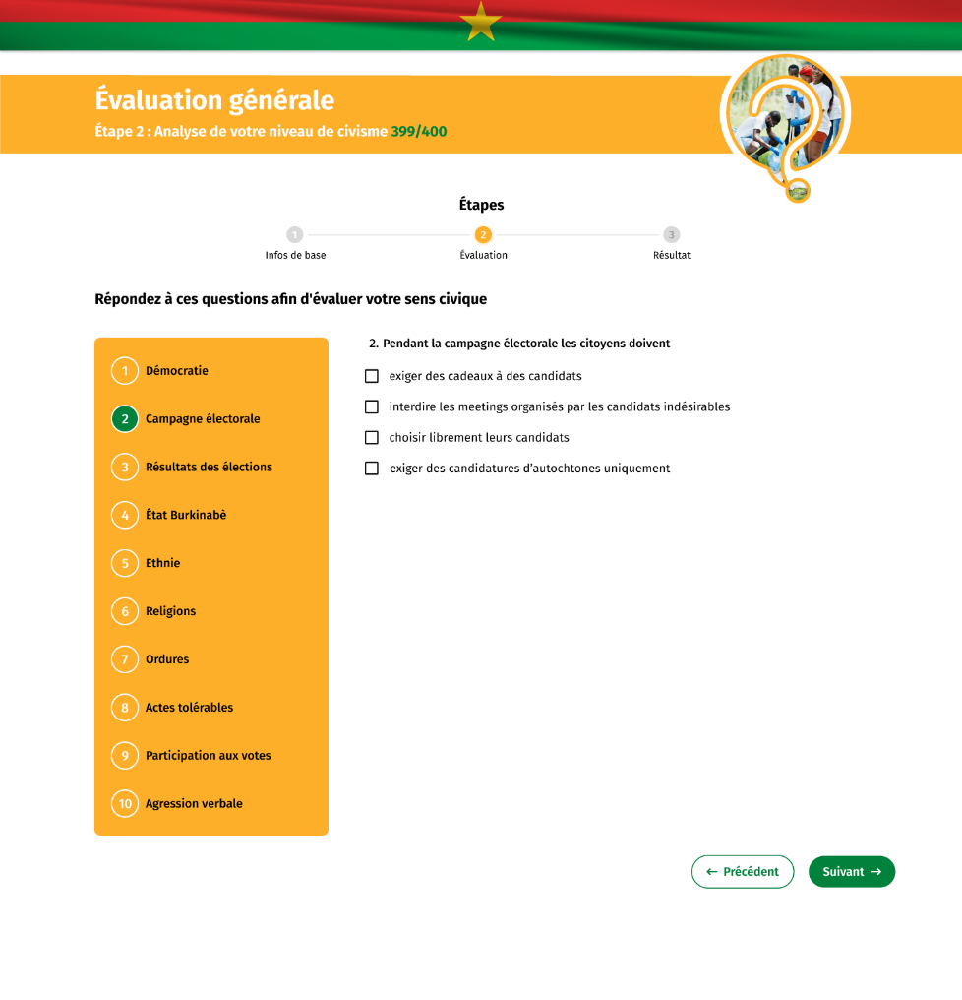 Évaluation générale
Étape 2 : Analyse de votre niveau de civisme 399/400
Étapes
1
2
3
Infos de base
Évaluation
Résultat
Répondez à ces questions afin d'évaluer votre sens civique
1 Démocratie
2 Campagne électorale
3 Résultats des élections
4 État Burkinabè
5 Ethnie
6 Religions
7 Ordures
8 Actes tolérables
9 Participation aux votes
10 Agression verbale
2. Pendant la campagne électorale les citoyens doivent
exiger des cadeaux à des candidats
interdire les meetings organisés par les candidats indésirables
choisir librement leurs candidats
exiger des candidatures d’autochtones uniquement
← Précédent
Suivant →